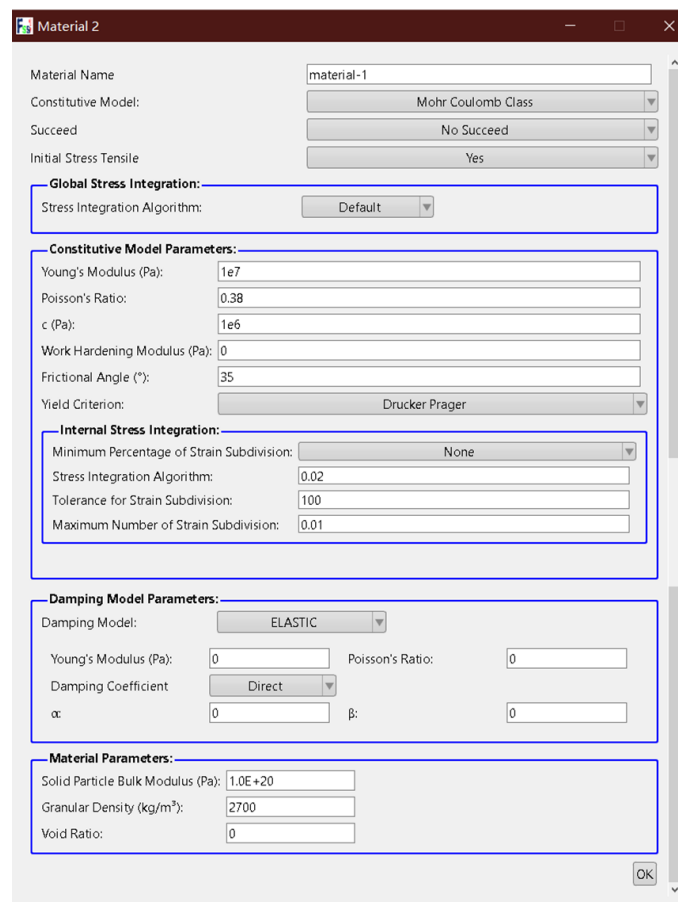 Material 2
Material Name material-1
Constitutive Model: Mohr Coulomb Class
Succeed No Succeed
Initial Stress Tensile Yes
Global Stress Integration:
Stress Integration Algorithm: Default
Constitutive Model Parameters:
Young's Modulus (Pa): 1e7
Poisson's Ratio: 0.38
c (Pa): 1e6
Work Hardening Modulus (Pa): 0
Frictional Angle (°): 35
Yield Criterion: Drucker Prager
Internal Stress Integration:
Minimum Percentage of Strain Subdivision: None
Stress Integration Algorithm: 0.02
Tolerance for Strain Subdivision: 100
Maximum Number of Strain Subdivision: 0.01
Damping Model Parameters:
Damping Model: ELASTIC
Young's Modulus (Pa): 0 Poisson's Ratio: 0
Damping Coefficient Direct
α: 0 β: 0
Material Parameters:
Solid Particle Bulk Modulus (Pa): 1.0E+20
Granular Density (kg/m³): 2700
Void Ratio: 0
OK